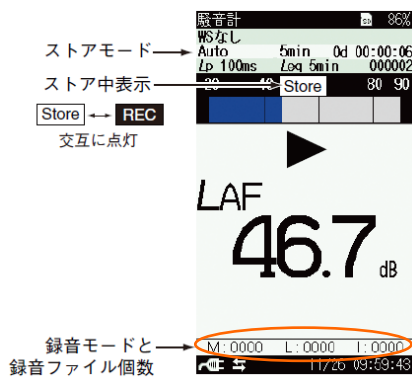 騒音計 86%
WSなし
ストアモード Auto 5min 0d 00:00:06
Lp 100ms Leq 5min 000002
ストア中表示 20 40 Store 80 90
Store ↔ REC
交互に点灯
LAF
46.7 dB
録音モードと
録音ファイル個数
M:0000 L:0000 I:0000
11/26 09:59:43